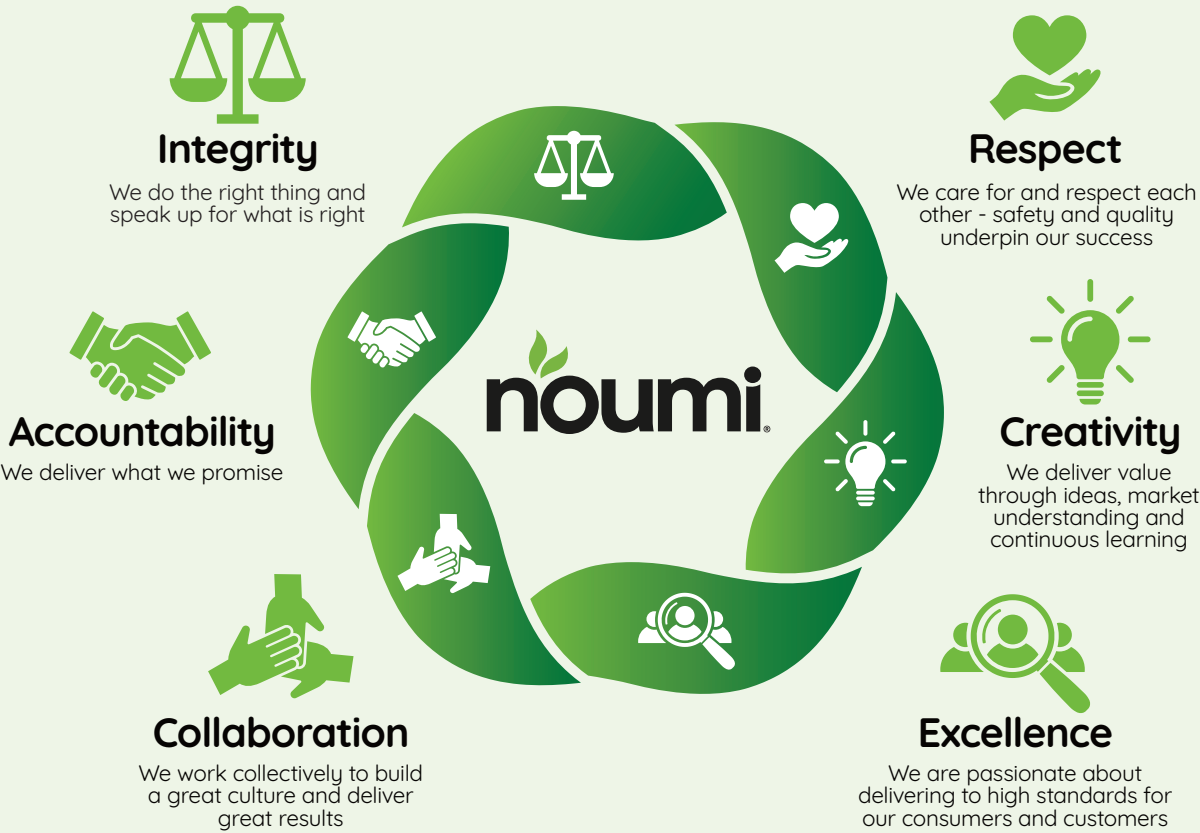 Integrity
We do the right thing and
speak up for what is right
Respect
We care for and respect each
other - safety and quality
underpin our success
Accountability
We deliver what we promise
noumi®
Creativity
We deliver value
through ideas, market
understanding and
continuous learning
Collaboration
We work collectively to build
a great culture and deliver
great results
Excellence
We are passionate about
delivering to high standards for
our consumers and customers